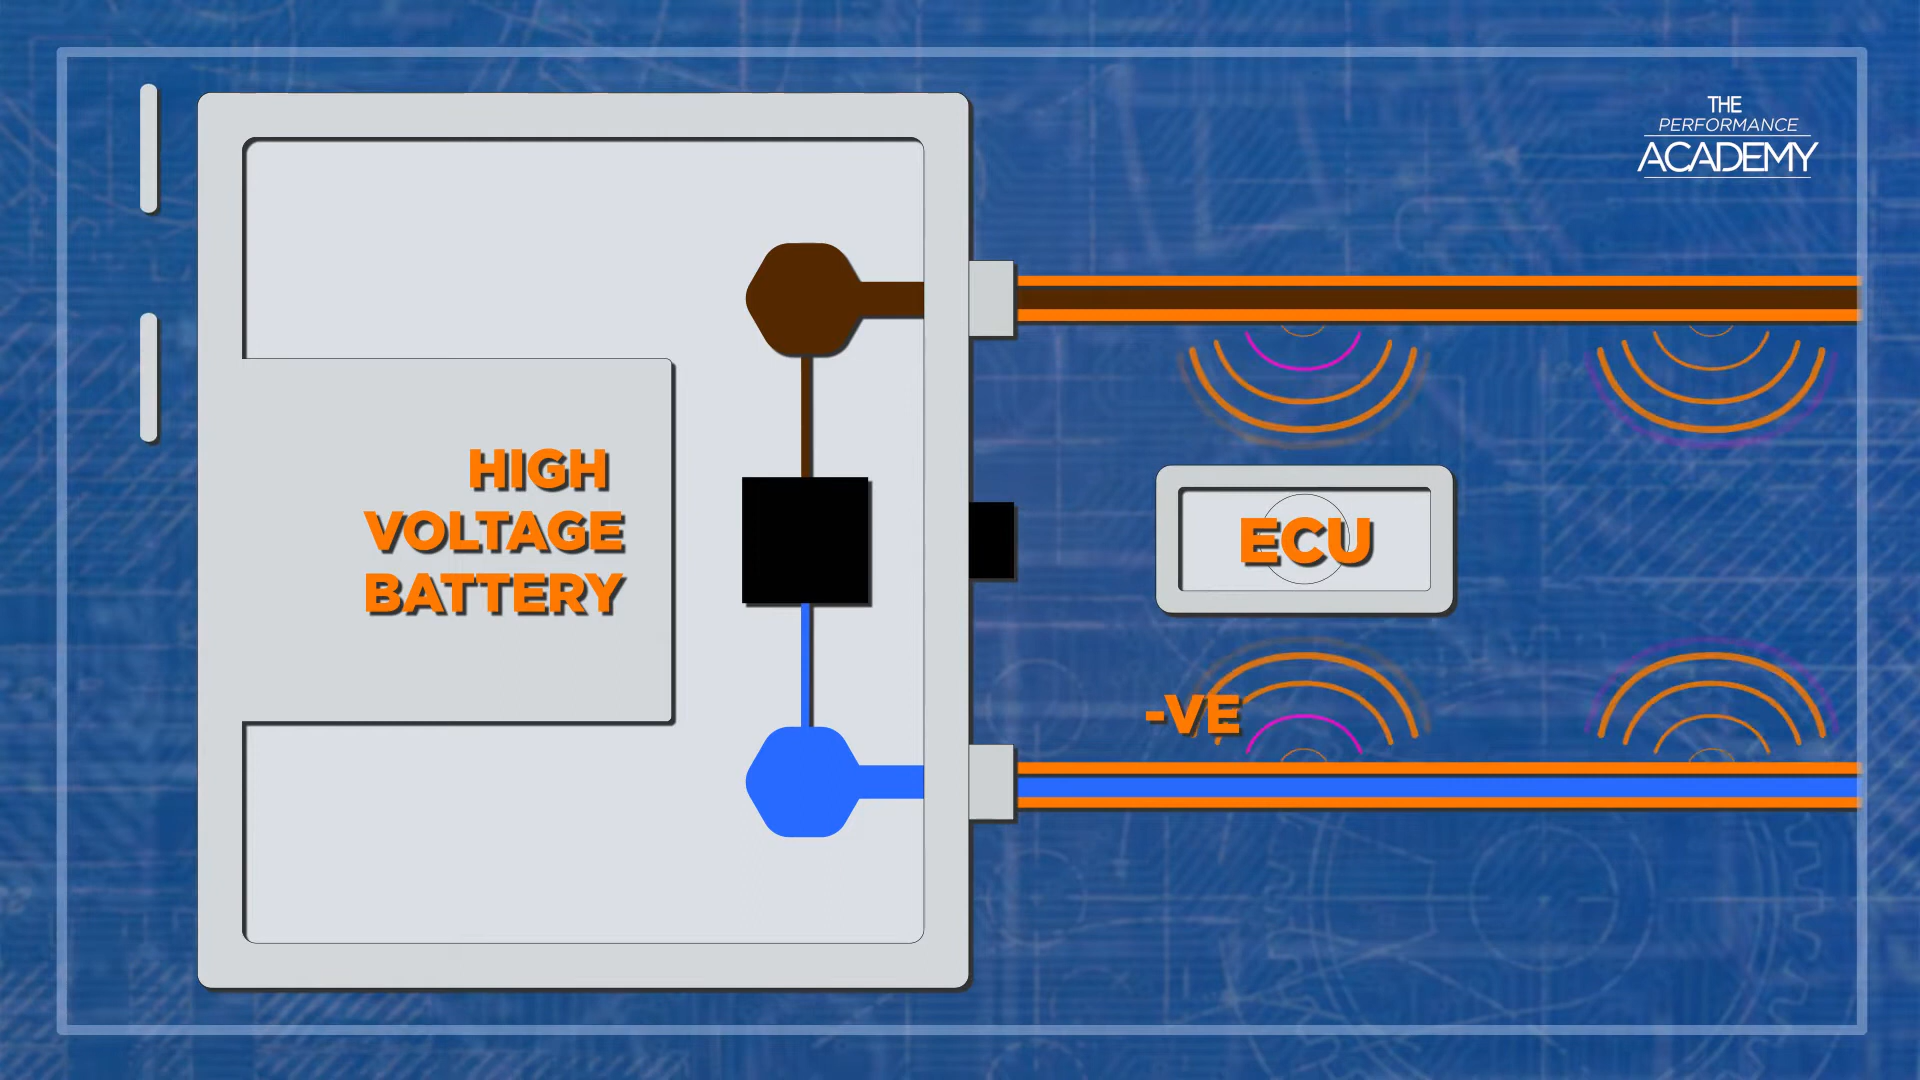 THE
PERFORMANCE
ACADEMY
HIGH
VOLTAGE
BATTERY
ECU
-VE